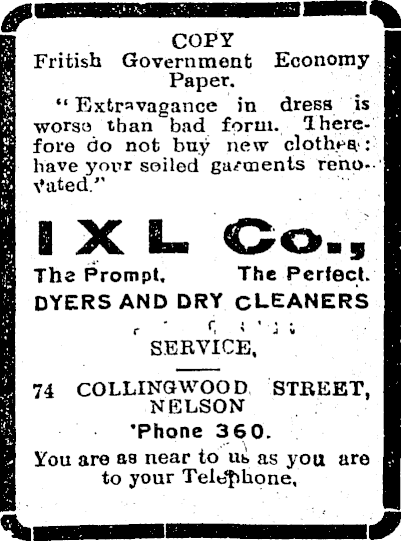 COPY
Fritish Government Economy
Paper.
"Extravagance in dress is
worse than bad form. There-
fore do not buy new clothes:
have your soiled garments reno-
vated."
IXL Co.,
The Prompt. The Perfect.
DYERS AND DRY CLEANERS
SERVICE,
74 COLLINGWOOD STREET,
NELSON
'Phone 360.
You are as near to us as you are
to your Telephone.